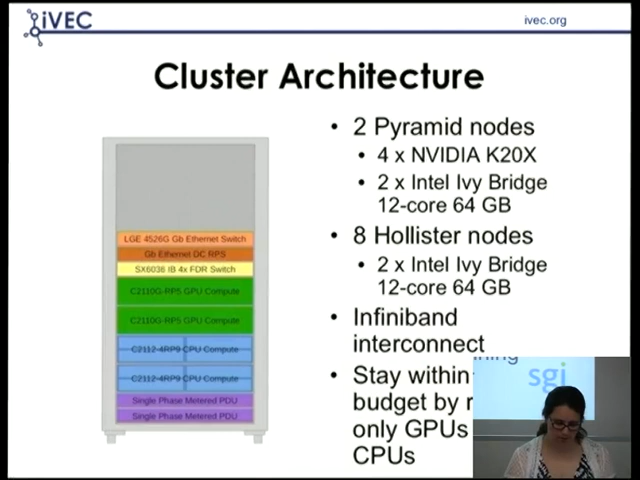 iVEC
ivec.org
Cluster Architecture
LGE 4526G Gb Ethernet Switch
Gb Ethernet DC RPS
SX6036 IB 4x FDR Switch
C2110G-RP5 GPU Compute
C2110G-RP5 GPU Compute
C2112-4RP9 CPU Compute
C2112-4RP9 CPU Compute
Single Phase Metered PDU
Single Phase Metered PDU
• 2 Pyramid nodes
• 4 x NVIDIA K20X
• 2 x Intel Ivy Bridge
12-core 64 GB
• 8 Hollister nodes
• 2 x Intel Ivy Bridge
12-core 64 GB
• Infiniband
interconnect
• Stay within
budget by
only GPUs
CPUs
sgi